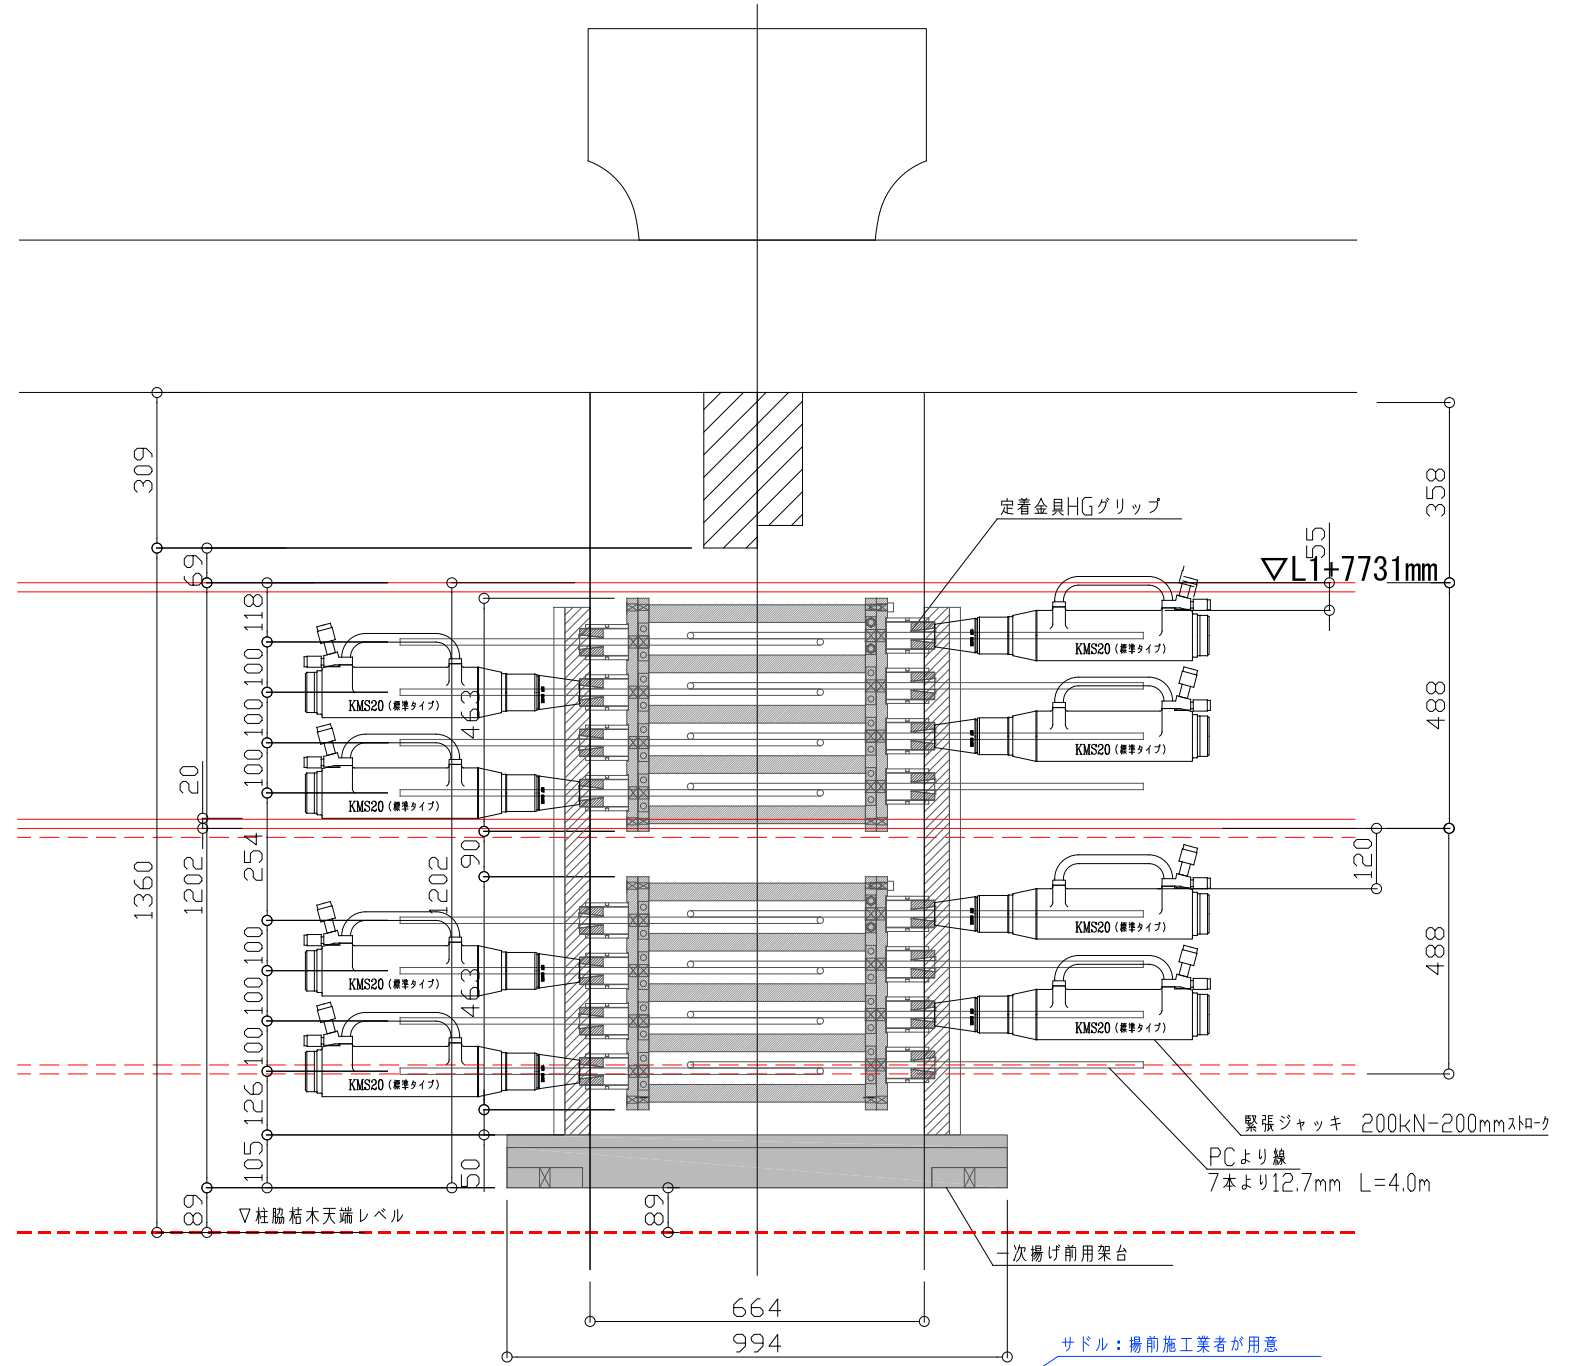 309
358
定着金具HGグリップ
55
▽L1+7731mm
69
118
100
100
100
20
254
1360
1202
1202
463
90
488
120
488
100
100
100
126
105
463
50
89
89
KMS20 (標準タイプ)
KMS20 (標準タイプ)
KMS20 (標準タイプ)
KMS20 (標準タイプ)
KMS20 (標準タイプ)
KMS20 (標準タイプ)
KMS20 (標準タイプ)
KMS20 (標準タイプ)
緊張ジャッキ 200kN-200mmストローク
PCより線
7本より12.7mm L=4.0m
▽柱脇桔木天端レベル
一次揚げ前用架台
664
994
サドル：揚前施工業者が用意